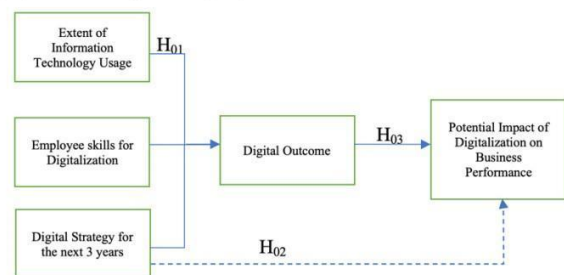 Extent of
Information
Technology Usage
H01
Employee skills for
Digitalization
Digital Outcome
H03
Potential Impact of
Digitalization on
Business
Performance
Digital Strategy for
the next 3 years
H02